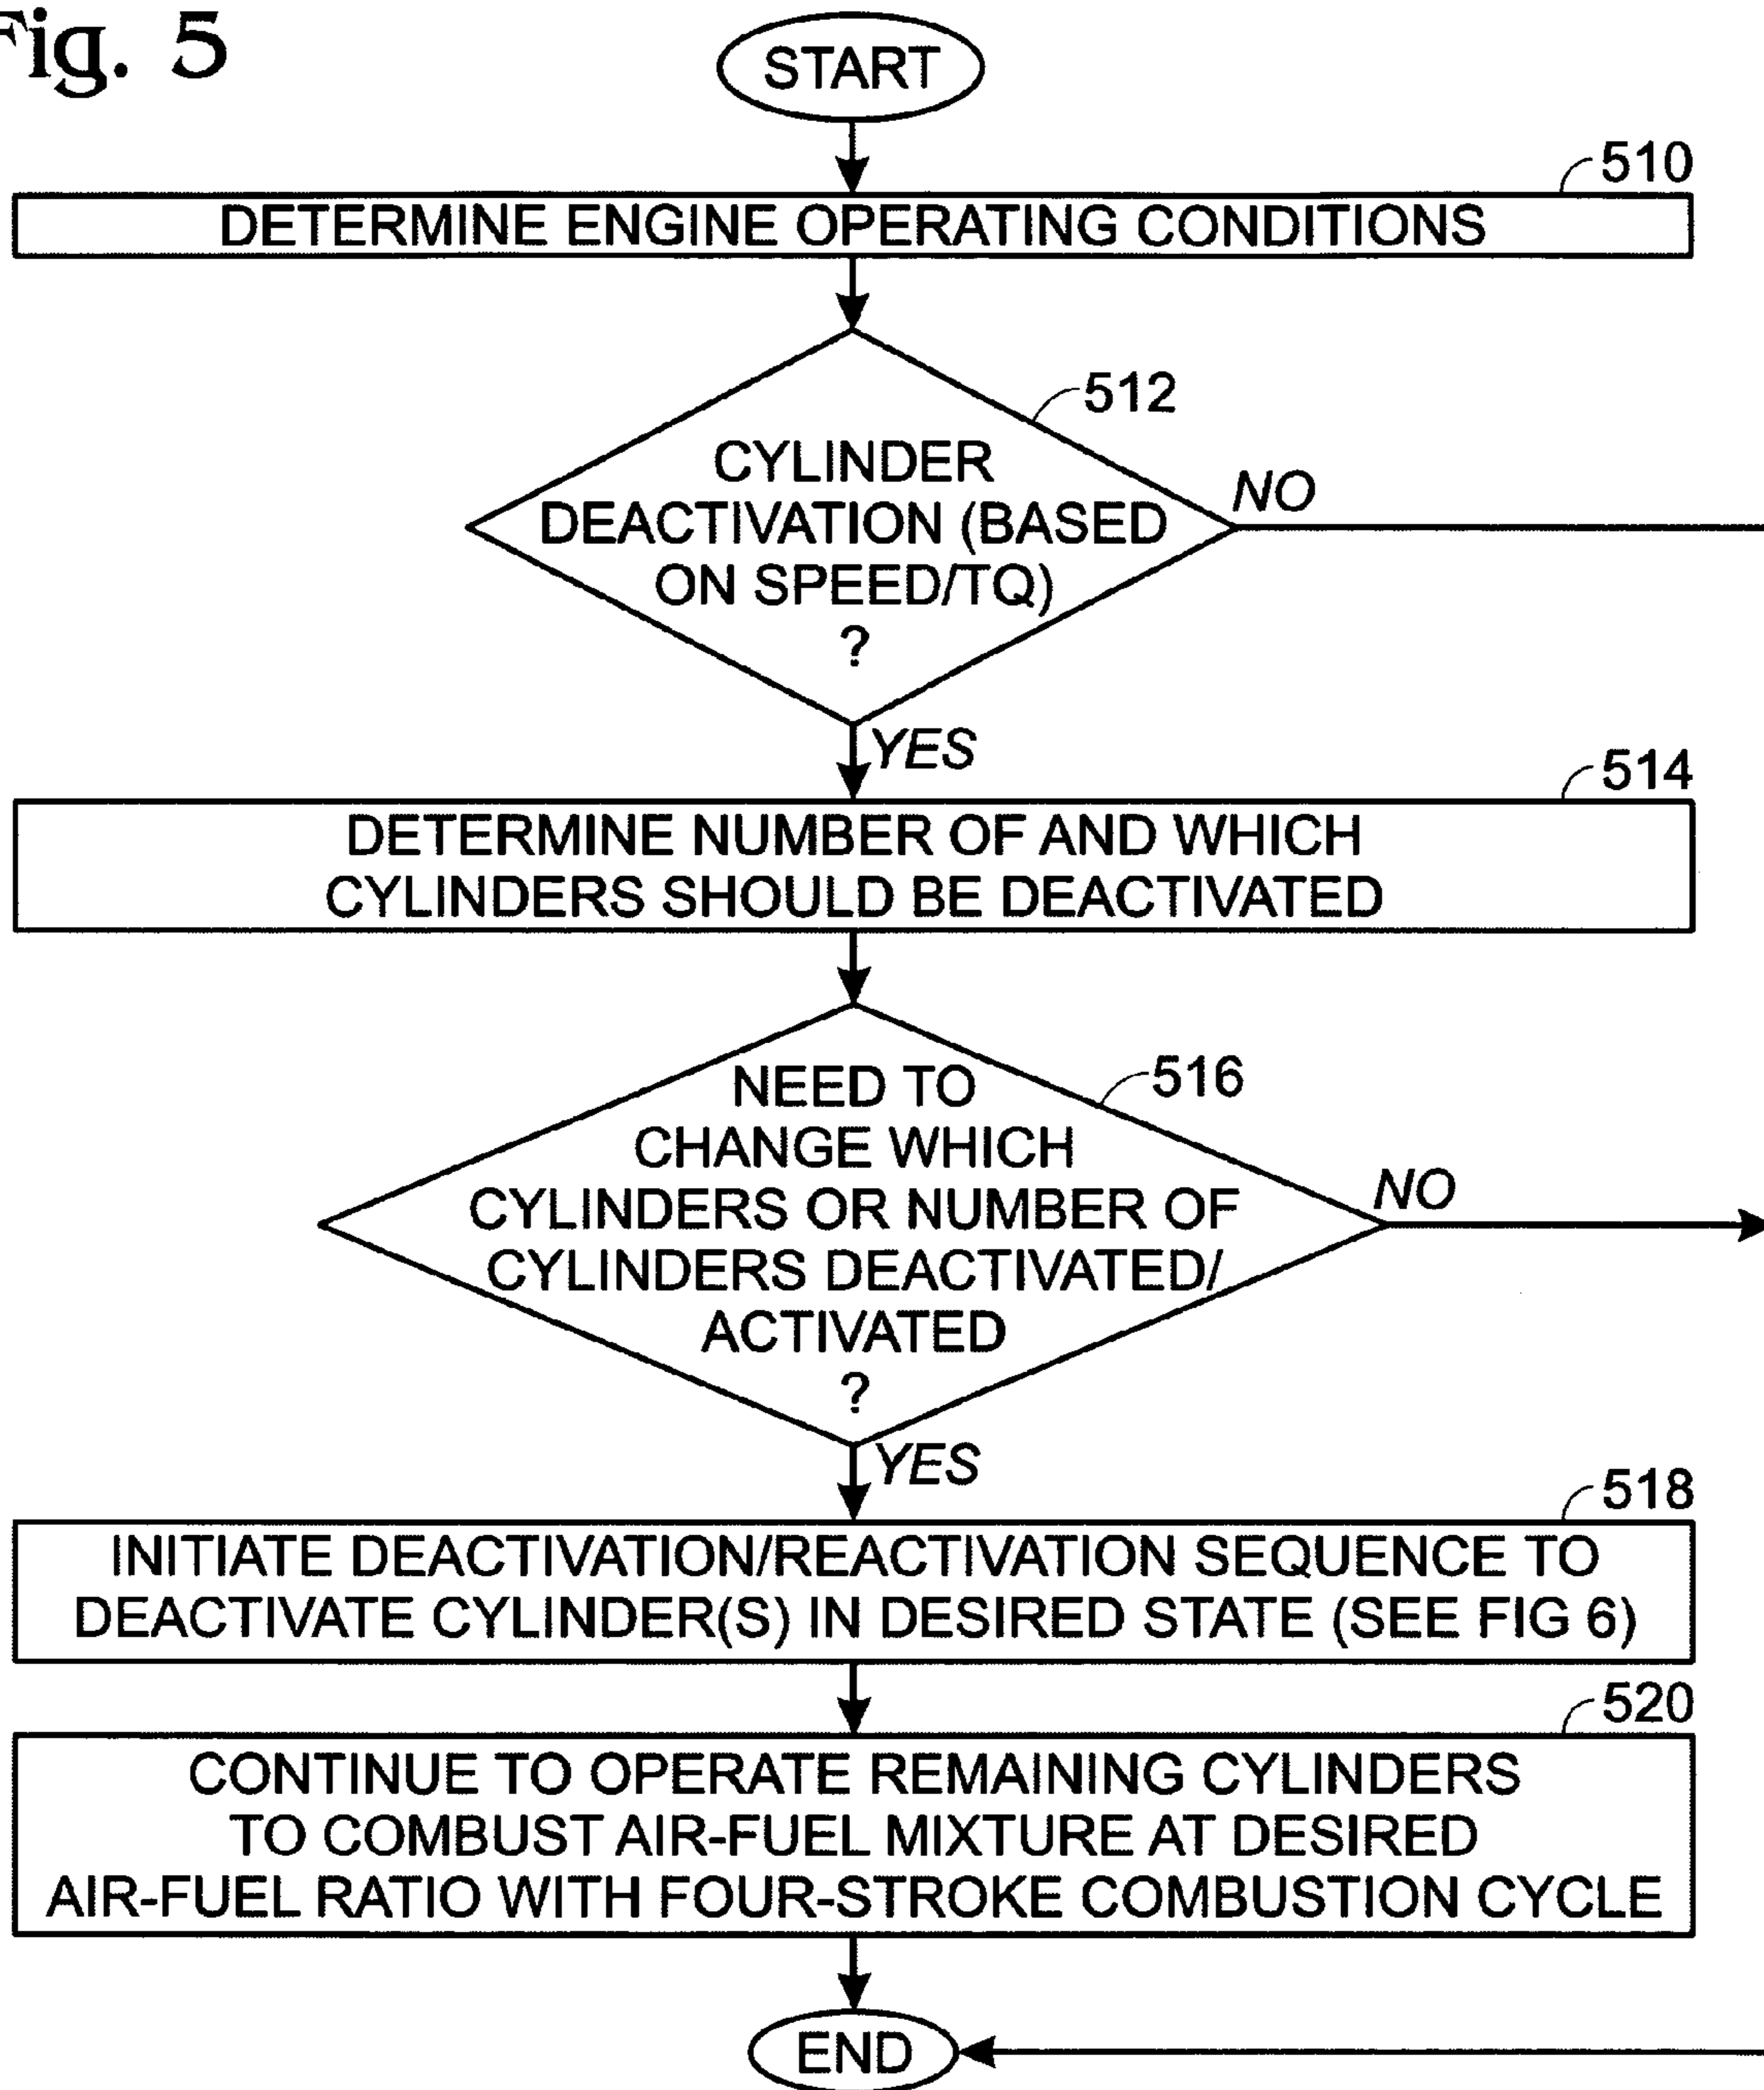 Fig. 5
START
510
DETERMINE ENGINE OPERATING CONDITIONS
512
CYLINDER
DEACTIVATION (BASED
ON SPEED/TQ)
?
NO
YES
514
DETERMINE NUMBER OF AND WHICH
CYLINDERS SHOULD BE DEACTIVATED
516
NEED TO
CHANGE WHICH
CYLINDERS OR NUMBER OF
CYLINDERS DEACTIVATED/
ACTIVATED
?
NO
YES
518
INITIATE DEACTIVATION/REACTIVATION SEQUENCE TO
DEACTIVATE CYLINDER(S) IN DESIRED STATE (SEE FIG 6)
520
CONTINUE TO OPERATE REMAINING CYLINDERS
TO COMBUST AIR-FUEL MIXTURE AT DESIRED
AIR-FUEL RATIO WITH FOUR-STROKE COMBUSTION CYCLE
END